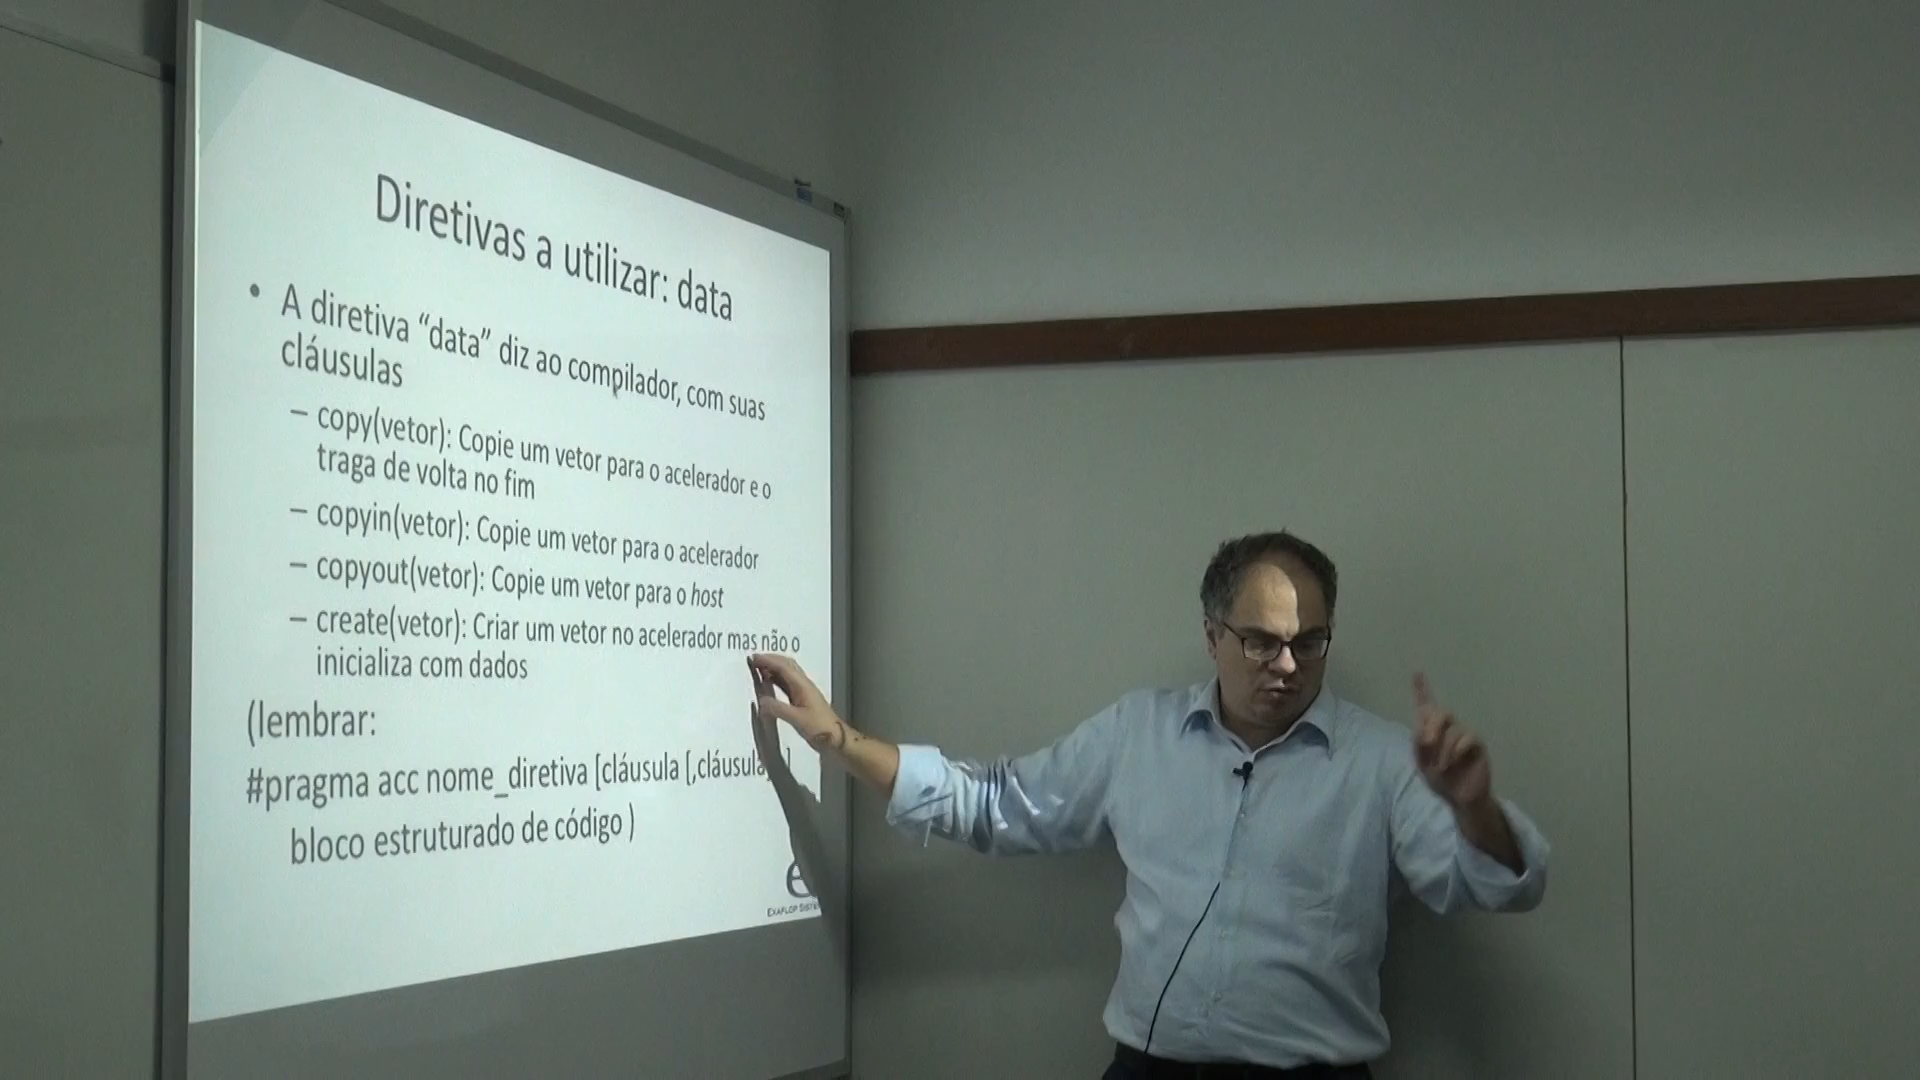 Diretivas a utilizar: data
• A diretiva “data” diz ao compilador, com suas
cláusulas
– copy(vetor): Copie um vetor para o acelerador e o
traga de volta no fim
– copyin(vetor): Copie um vetor para o acelerador
– copyout(vetor): Copie um vetor para o host
– create(vetor): Criar um vetor no acelerador mas não o
inicializa com dados
(lembrar:
#pragma acc nome_diretiva [cláusula [,cláusula
bloco estruturado de código )
EXAFLOP